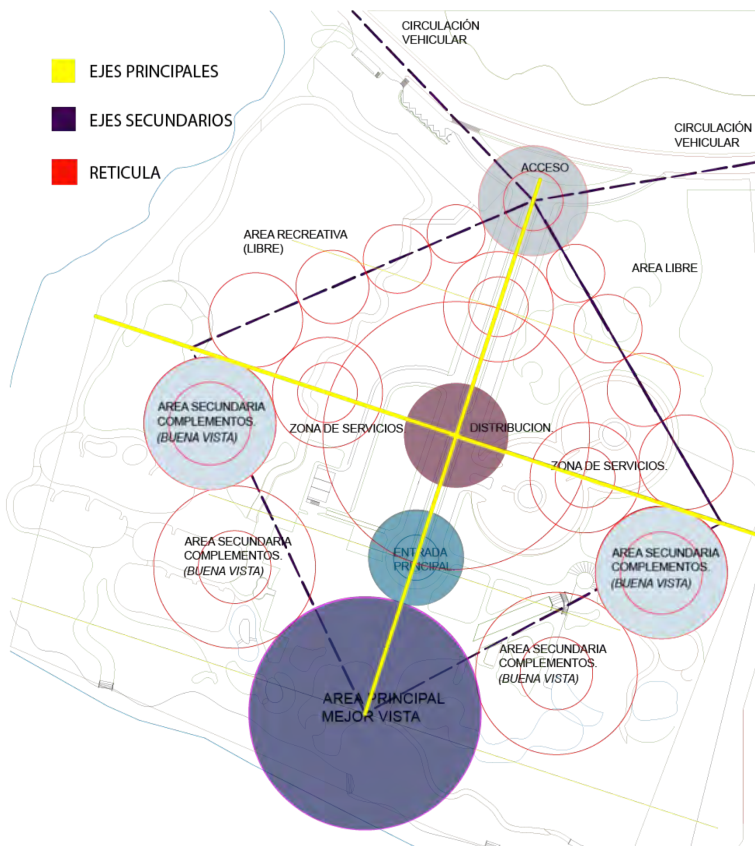 CIRCULACIÓN
VEHICULAR
EJES PRINCIPALES
EJES SECUNDARIOS
CIRCULACIÓN
VEHICULAR
RETICULA
ACCESO
AREA RECREATIVA
(LIBRE)
AREA LIBRE
AREA SECUNDARIA
COMPLEMENTOS.
(BUENA VISTA)
ZONA DE SERVICIOS
DISTRIBUCION.
ZONA DE SERVICIOS.
ENTRADA
PRINCIPAL
AREA SECUNDARIA
COMPLEMENTOS.
(BUENA VISTA)
AREA SECUNDARIA
COMPLEMENTOS.
(BUENA VISTA)
AREA SECUNDARIA
COMPLEMENTOS.
(BUENA VISTA)
AREA PRINCIPAL
MEJOR VISTA